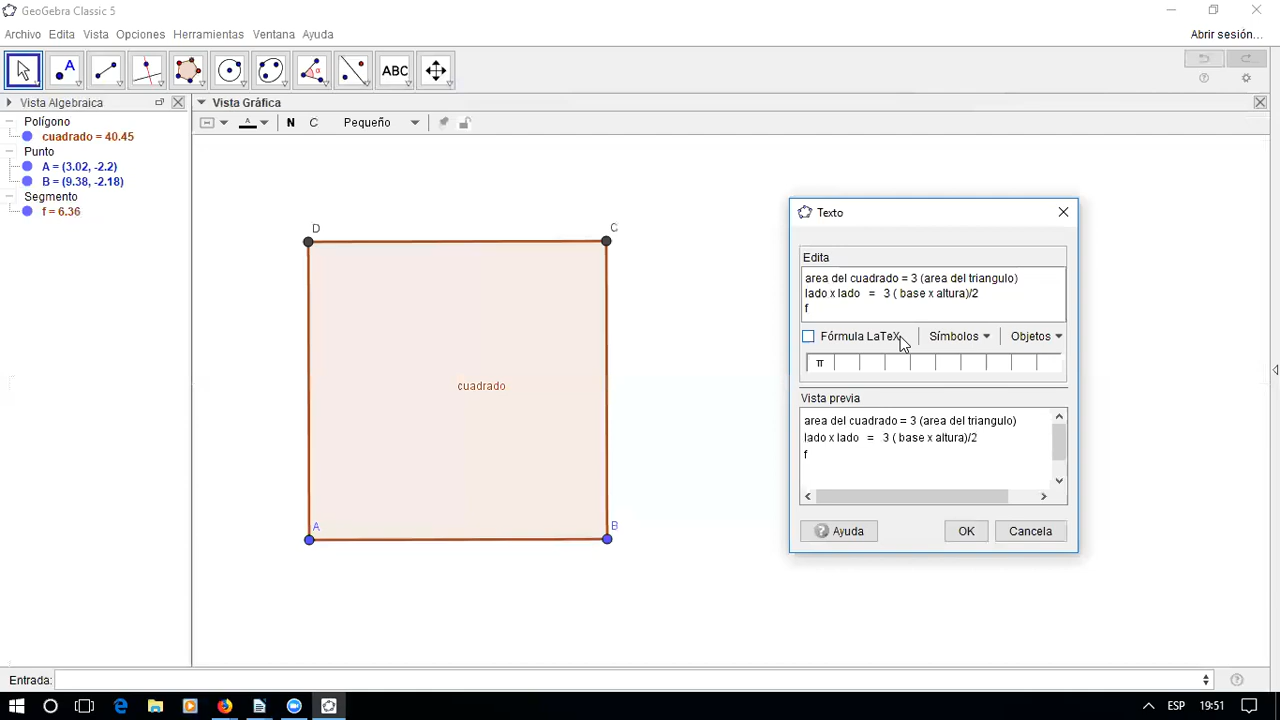 GeoGebra Classic 5
Archivo Edita Vista Opciones Herramientas Ventana Ayuda
Abrir sesión...
A
ABC
Vista Algebraica
Vista Gráfica
A N C Pequeño
Polígono
cuadrado = 40.45
Punto
A = (3.02, -2.2)
B = (9.38, -2.18)
Segmento
f = 6.36
D
C
cuadrado
A
B
Texto
Edita
area del cuadrado = 3 (area del triangulo)
lado x lado = 3 ( base x altura)/2
f
Fórmula LaTeX Símbolos Objetos
π
Vista previa
area del cuadrado = 3 (area del triangulo)
lado x lado = 3 ( base x altura)/2
f
Ayuda OK Cancela
Entrada:
ESP 19:51